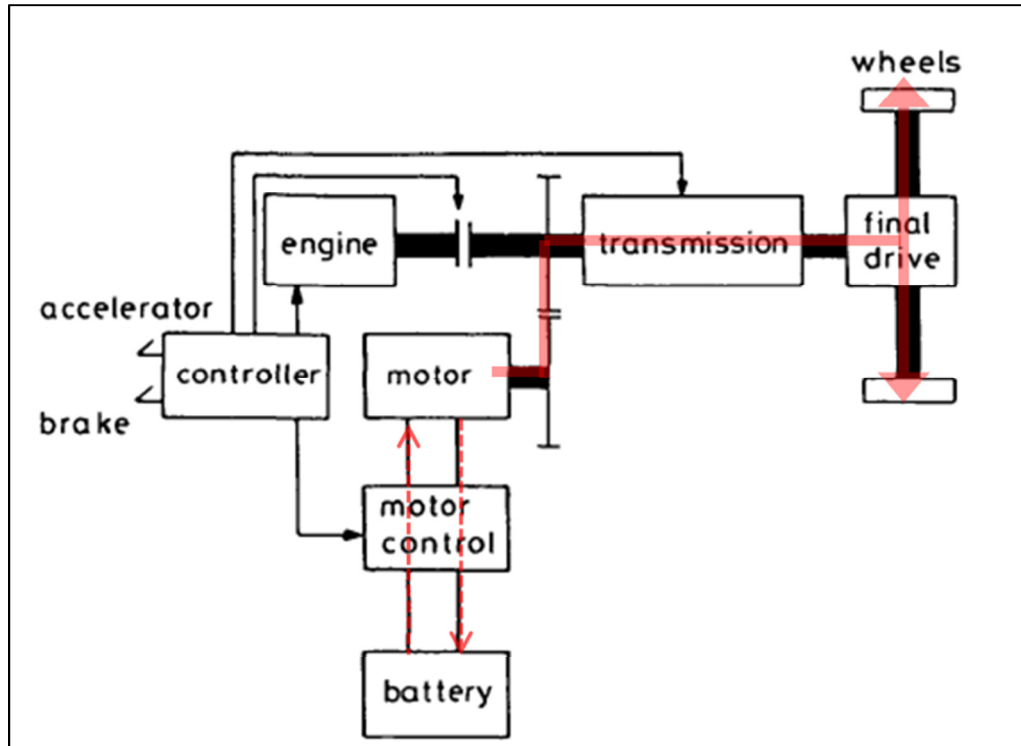 wheels
engine
transmission
final
drive
accelerator
controller
motor
brake
motor
control
battery